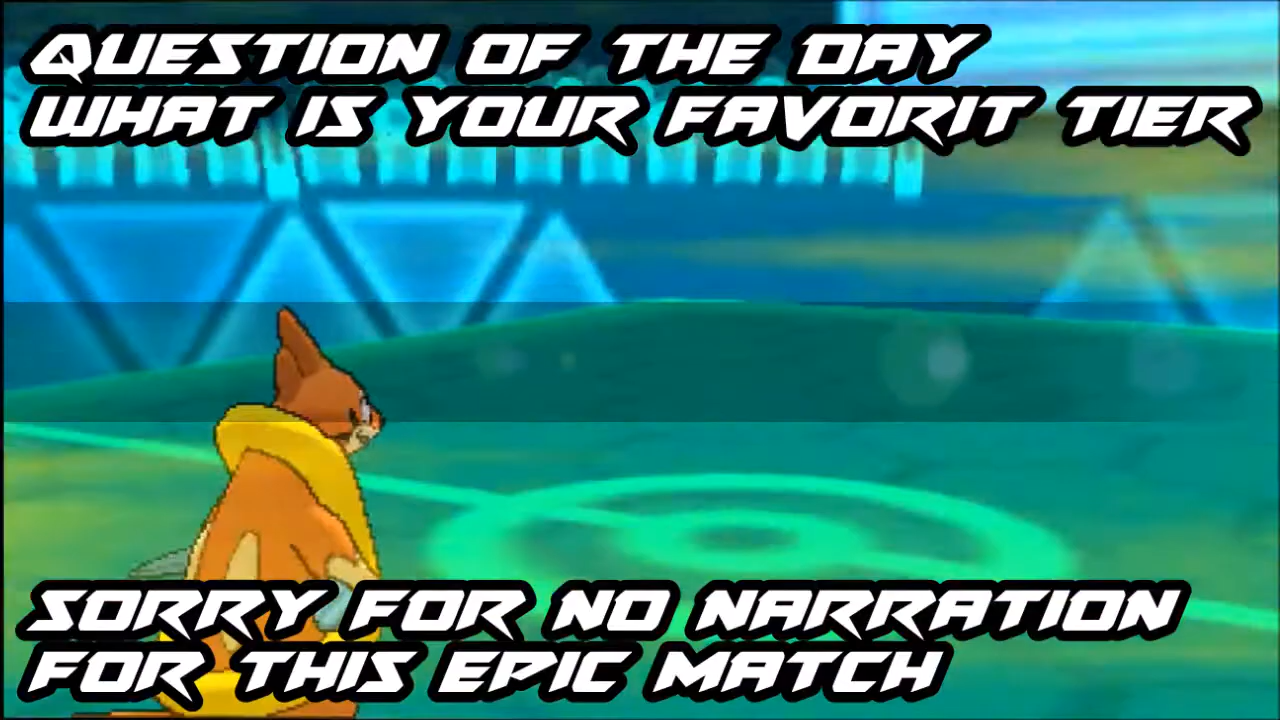 QUESTION OF THE DAY
WHAT IS YOUR FAVORIT TIER
SORRY FOR NO NARRATION
FOR THIS EPIC MATCH